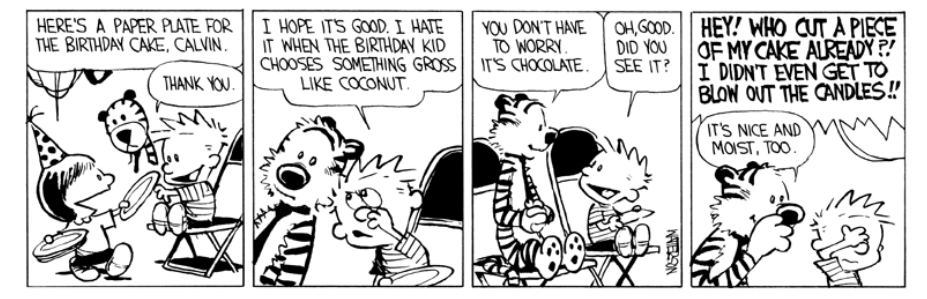 HERE'S A PAPER PLATE FOR
THE BIRTHDAY CAKE, CALVIN.
THANK YOU.
I HOPE IT'S GOOD. I HATE
IT WHEN THE BIRTHDAY KID
CHOOSES SOMETHING GROSS
LIKE COCONUT.
YOU DON'T HAVE
TO WORRY.
IT'S CHOCOLATE.
OH, GOOD.
DID YOU
SEE IT?
WATTERSON
HEY! WHO CUT A PIECE
OF MY CAKE ALREADY?!
I DIDN'T EVEN GET TO
BLOW OUT THE CANDLES!!
IT'S NICE AND
MOIST, TOO.